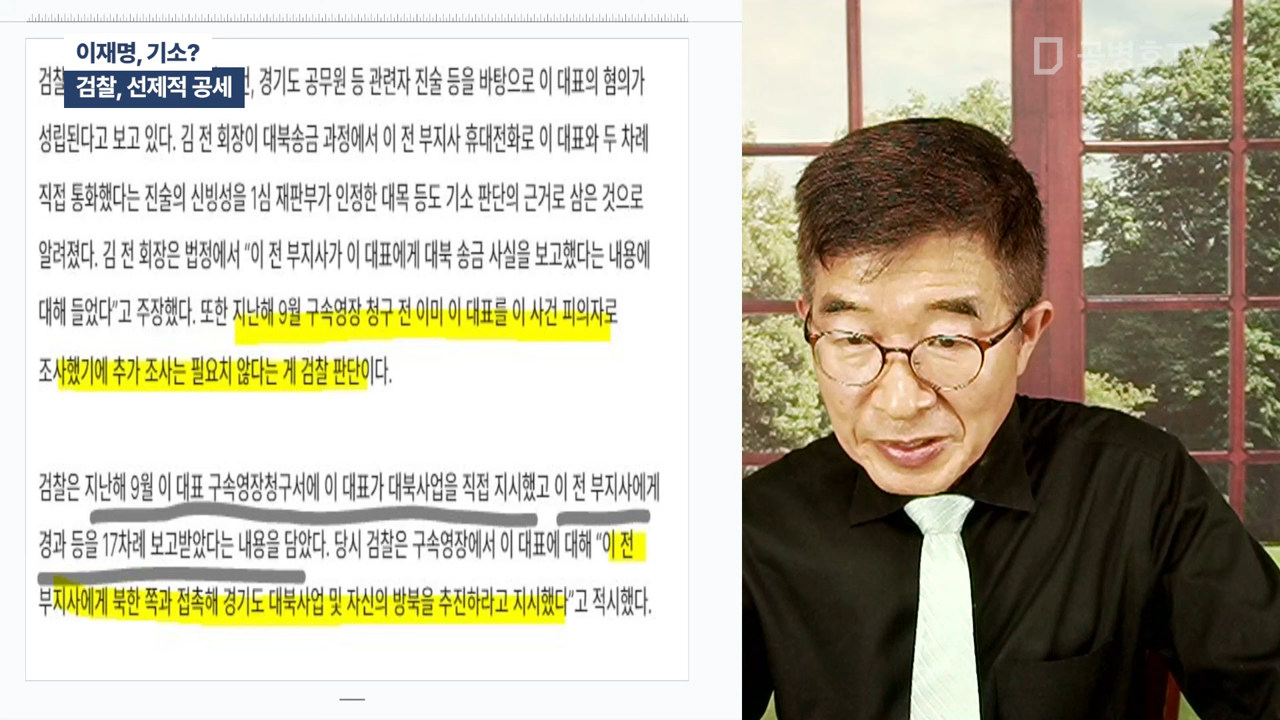 이재명, 기소?
검찰, 선제적 공세
검찰 언, 경기도 공무원 등 관련자 진술 등을 바탕으로 이 대표의 혐의가
성립된다고 보고 있다. 김 전 회장이 대북송금 과정에서 이 전 부지사 휴대전화로 이 대표와 두 차례
직접 통화했다는 진술의 신빙성을 1심 재판부가 인정한 대목 등도 기소 판단의 근거로 삼은 것으로
알려졌다. 김 전 회장은 법정에서 “이 전 부지사가 이 대표에게 대북 송금 사실을 보고했다는 내용에
대해 들었다”고 주장했다. 또한 지난해 9월 구속영장 청구 전 이미 이 대표를 이 사건 피의자로
조사했기에 추가 조사는 필요치 않다는 게 검찰 판단이다.
검찰은 지난해 9월 이 대표 구속영장청구서에 이 대표가 대북사업을 직접 지시했고 이 전 부지사에게
경과 등을 17차례 보고받았다는 내용을 담았다. 당시 검찰은 구속영장에서 이 대표에 대해 “이 전
부지사에게 북한 쪽과 접촉해 경기도 대북사업 및 자신의 방북을 추진하라고 지시했다”고 적시했다.
공병호TV